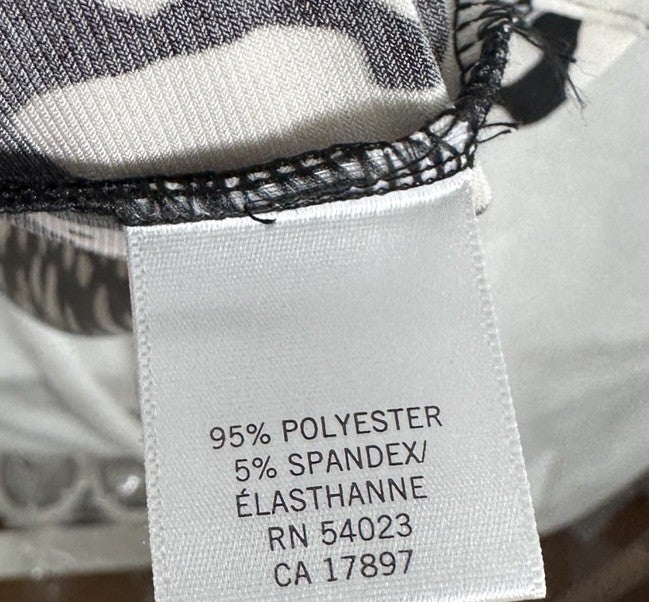 95% POLYESTER
5% SPANDEX/
ÉLASTHANNE
RN 54023
CA 17897